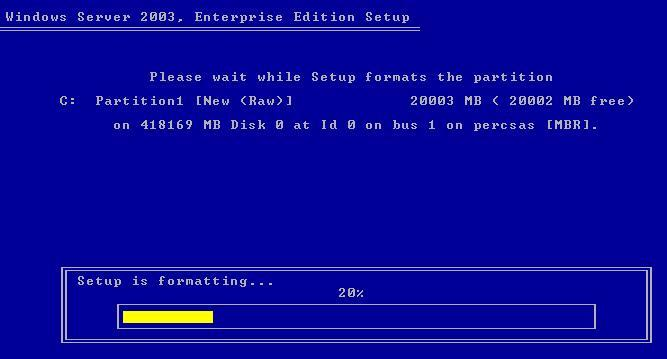 Windows Server 2003, Enterprise Edition Setup
Please wait while Setup formats the partition
C: Partition1 [New (Raw)] 20003 MB ( 20002 MB free)
on 418169 MB Disk 0 at Id 0 on bus 1 on percsas [MBR].
Setup is formatting...
20%